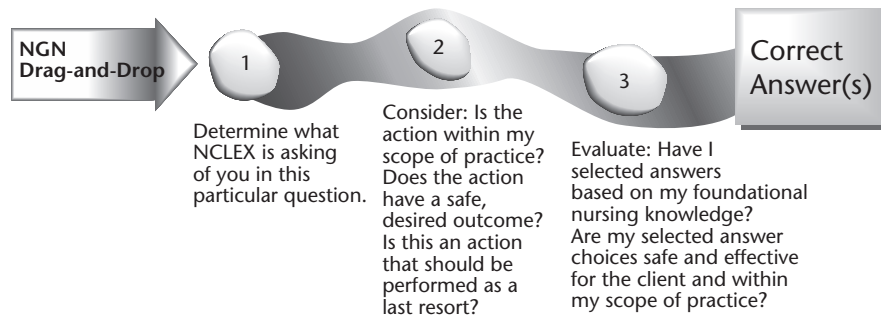 NGN
Drag-and-Drop
1
2
3
Correct
Answer(s)
Determine what
NCLEX is asking
of you in this
particular question.
Consider: Is the
action within my
scope of practice?
Does the action
have a safe,
desired outcome?
Is this an action
that should be
performed as a
last resort?
Evaluate: Have I
selected answers
based on my foundational
nursing knowledge?
Are my selected answer
choices safe and effective
for the client and within
my scope of practice?